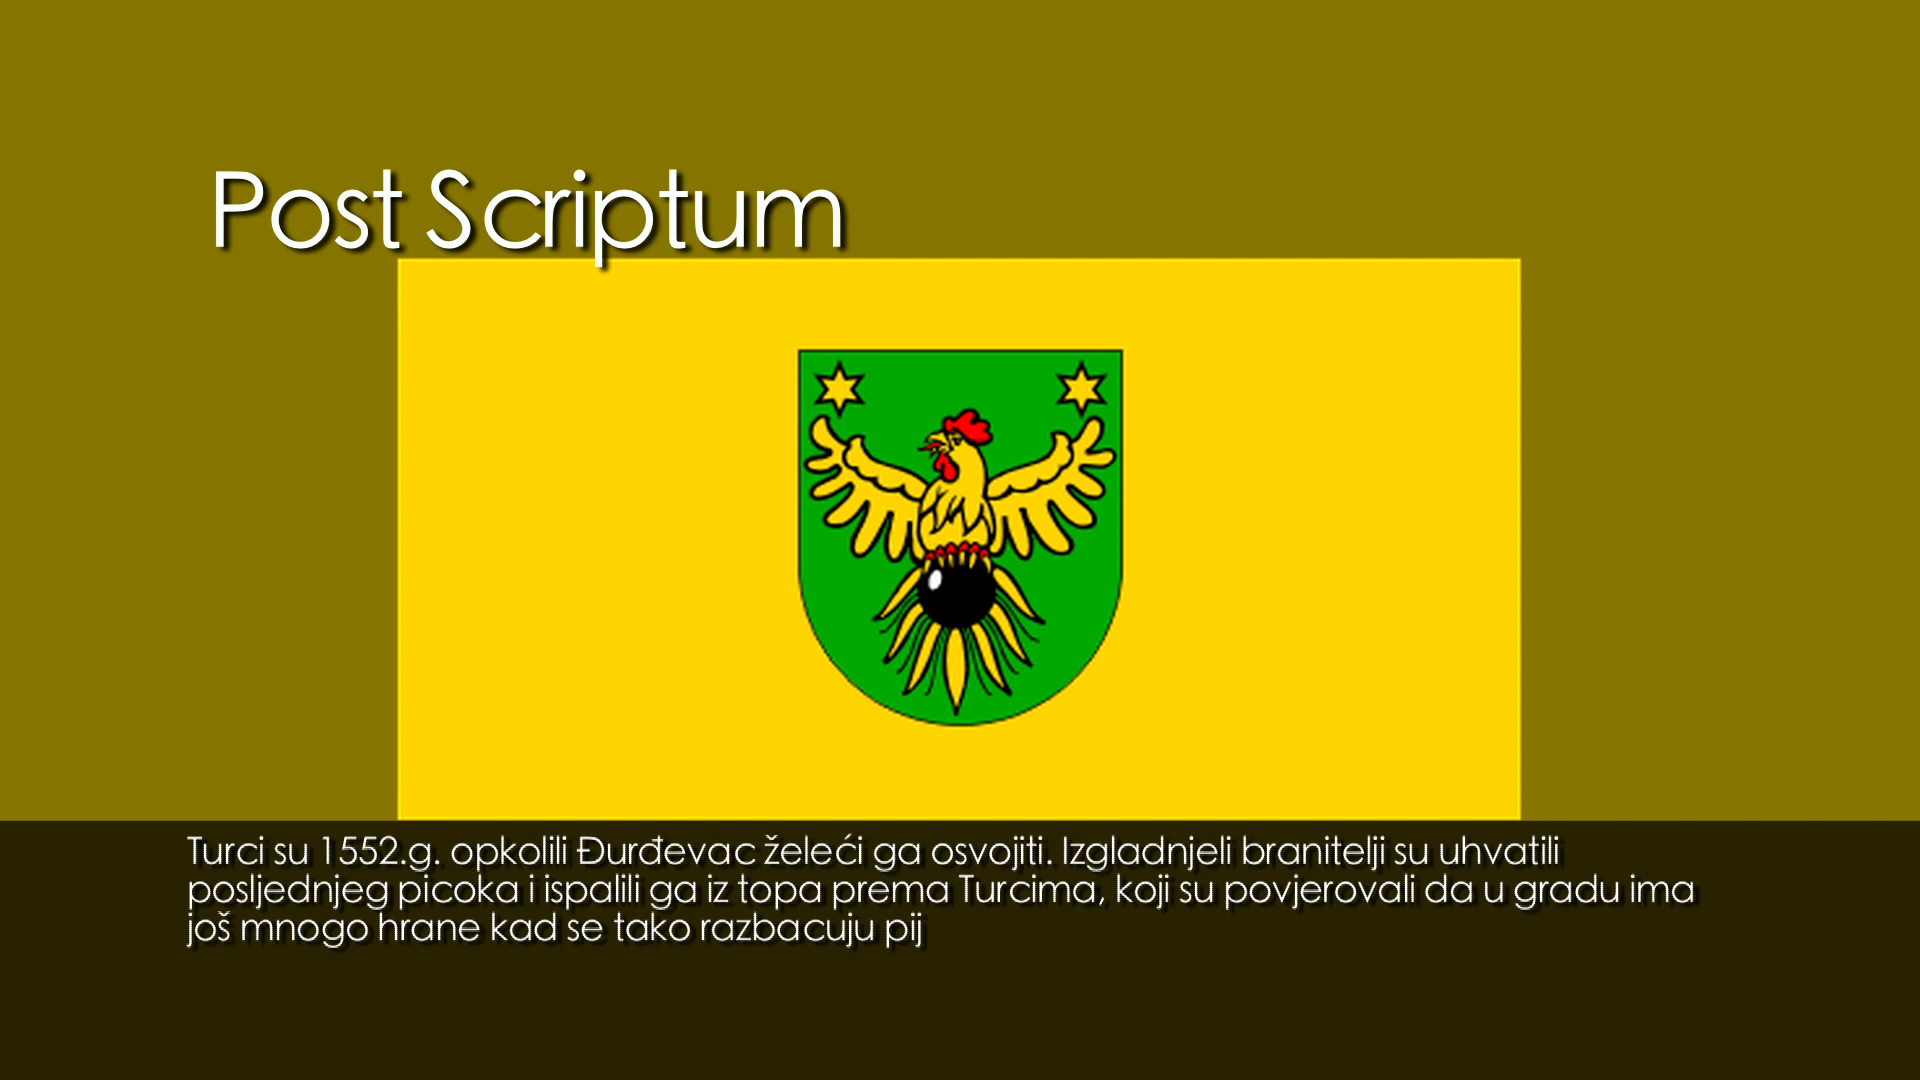 Post Scriptum
Turci su 1552.g. opkolili Đurđevac želeći ga osvojiti. Izgladnjeli branitelji su uhvatili
posljednjeg picoka i ispalili ga iz topa prema Turcima, koji su povjerovali da u gradu ima
još mnogo hrane kad se tako razbacuju pij